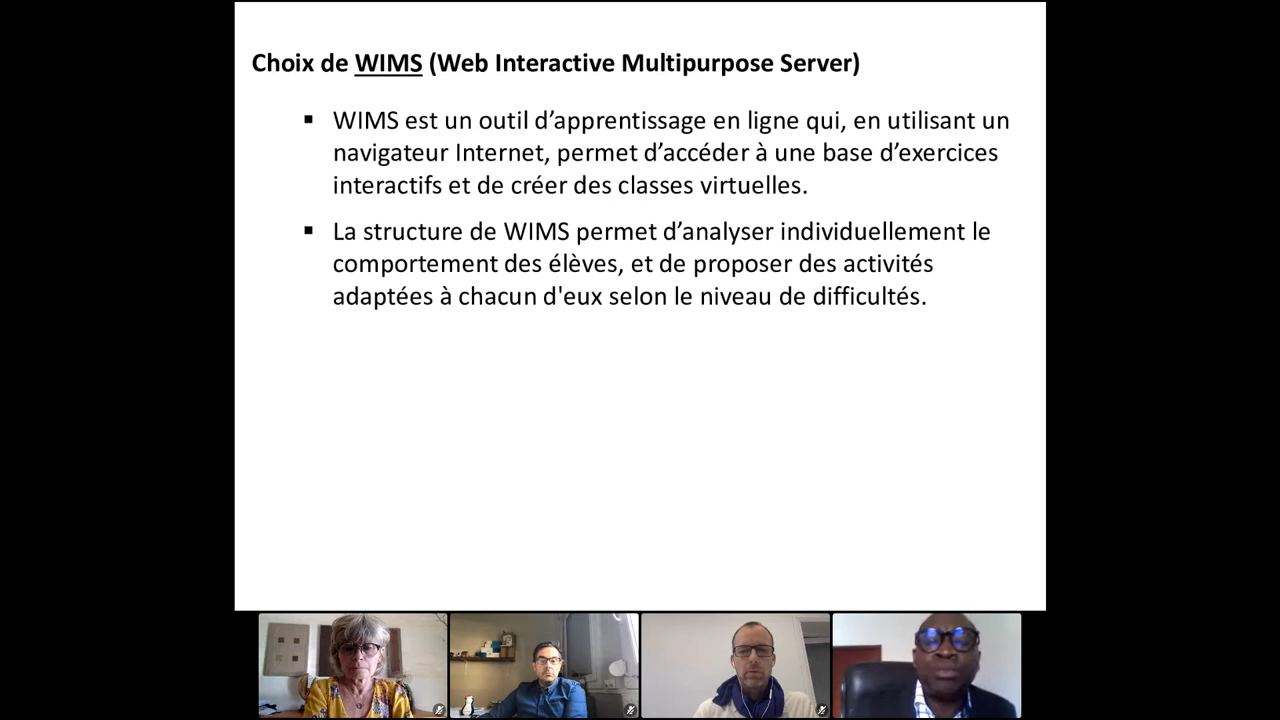 Choix de WIMS (Web Interactive Multipurpose Server)
▪ WIMS est un outil d’apprentissage en ligne qui, en utilisant un
navigateur Internet, permet d’accéder à une base d’exercices
interactifs et de créer des classes virtuelles.
▪ La structure de WIMS permet d’analyser individuellement le
comportement des élèves, et de proposer des activités
adaptées à chacun d'eux selon le niveau de difficultés.